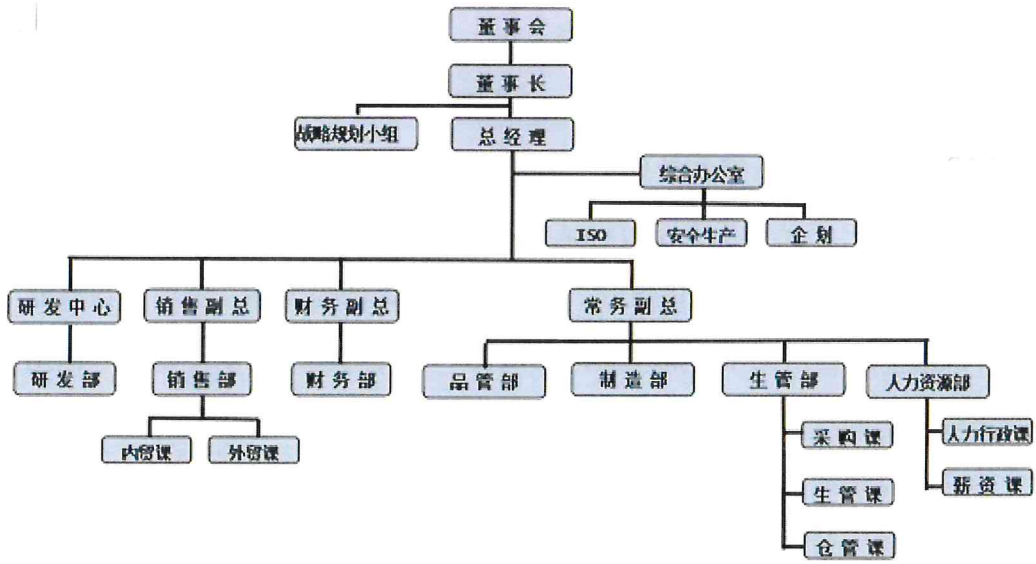 董事会
董事长
战略规划小组
总经理
综合办公室
ISO
安全生产
企划
研发中心
销售副总
财务副总
常务副总
研发部
销售部
财务部
品管部
制造部
生管部
人力资源部
内贸课
外贸课
采购课
人力行政课
生管课
薪资课
仓管课